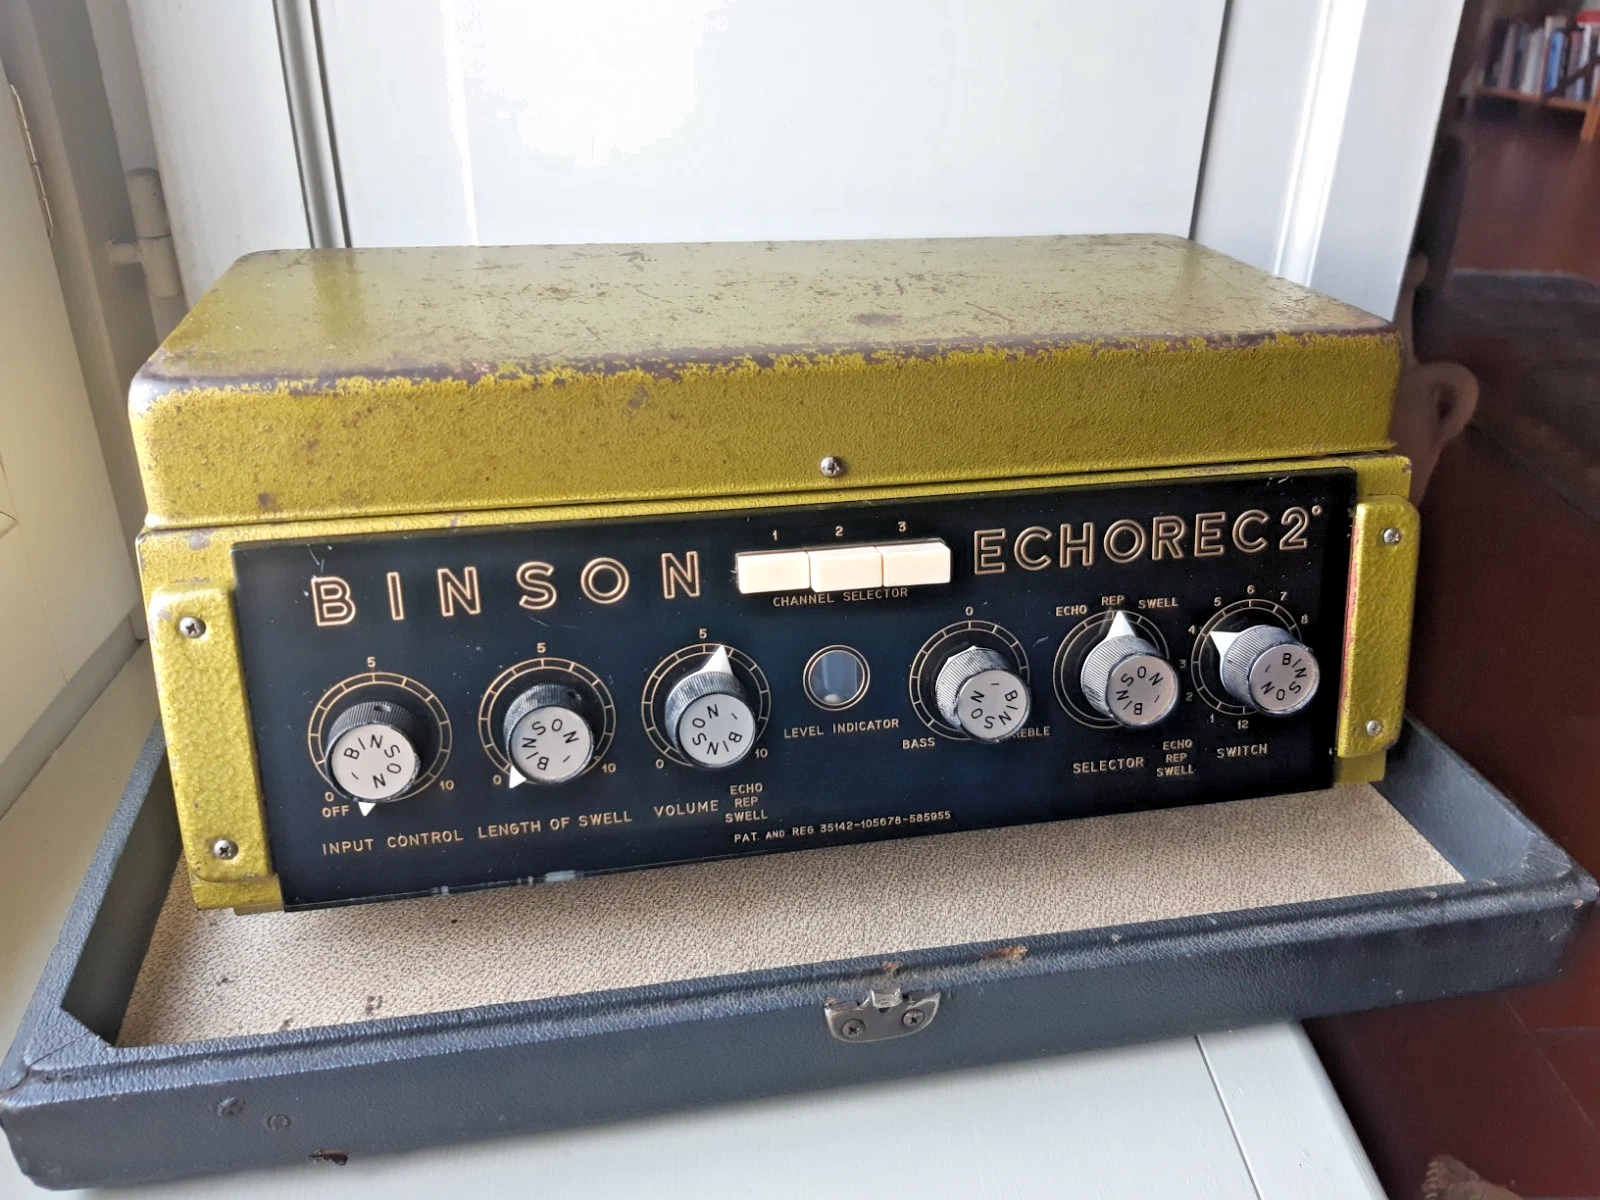 BINSON
1 2 3
CHANNEL SELECTOR
ECHOREC 2°
5
0 10
OFF
BINSON -
INPUT CONTROL
5
0 10
BINSON -
LENGTH OF SWELL
5
0 10
BINSON -
VOLUME
ECHO
REP
SWELL
LEVEL INDICATOR
0
BINSON -
BASS
ECHO REP SWELL
BINSON -
SELECTOR
ECHO
REP
SWELL
1 2 3 4 5 6 7 8
12
BINSON -
SWITCH
PAT. AND REG 35142-105678-585955